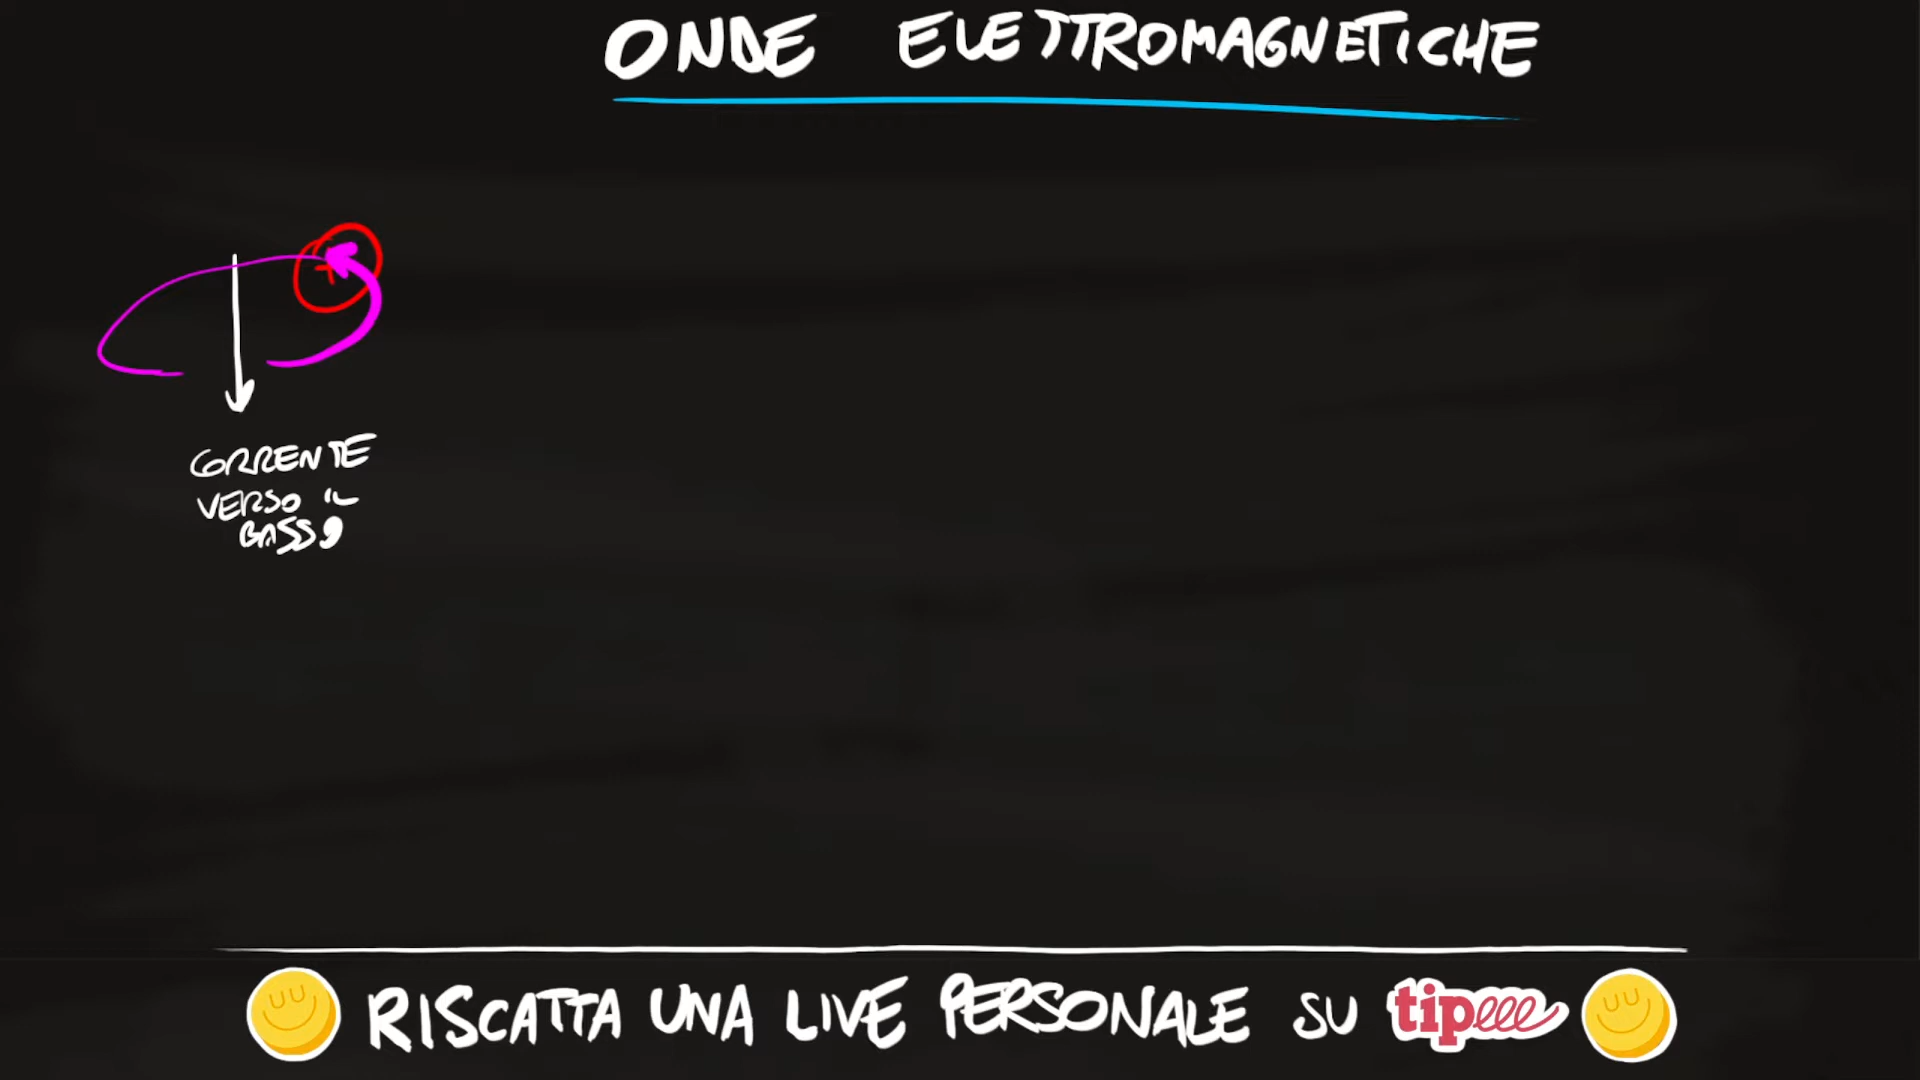 ONDE ELETTROMAGNETICHE
+
CORRENTE
VERSO IL
BASSO
RISCATTA UNA LIVE PERSONALE SU tipeee